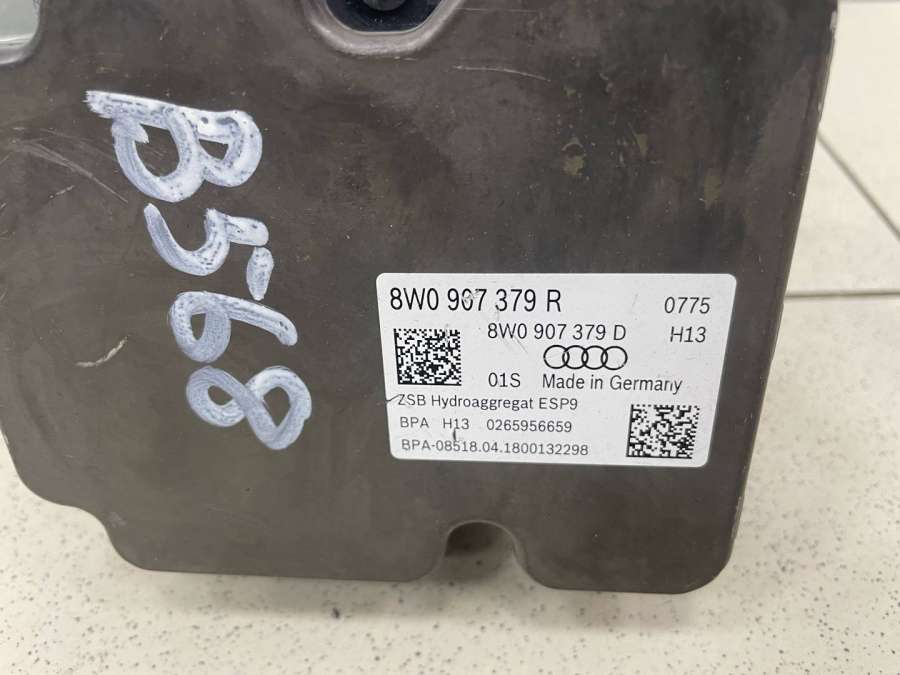 B568
8W0 907 379 R 0775
8W0 907 379 D H13
01S Made in Germany
ZSB Hydroaggregat ESP9
BPA H13 0265956659
BPA-08518.04.1800132298